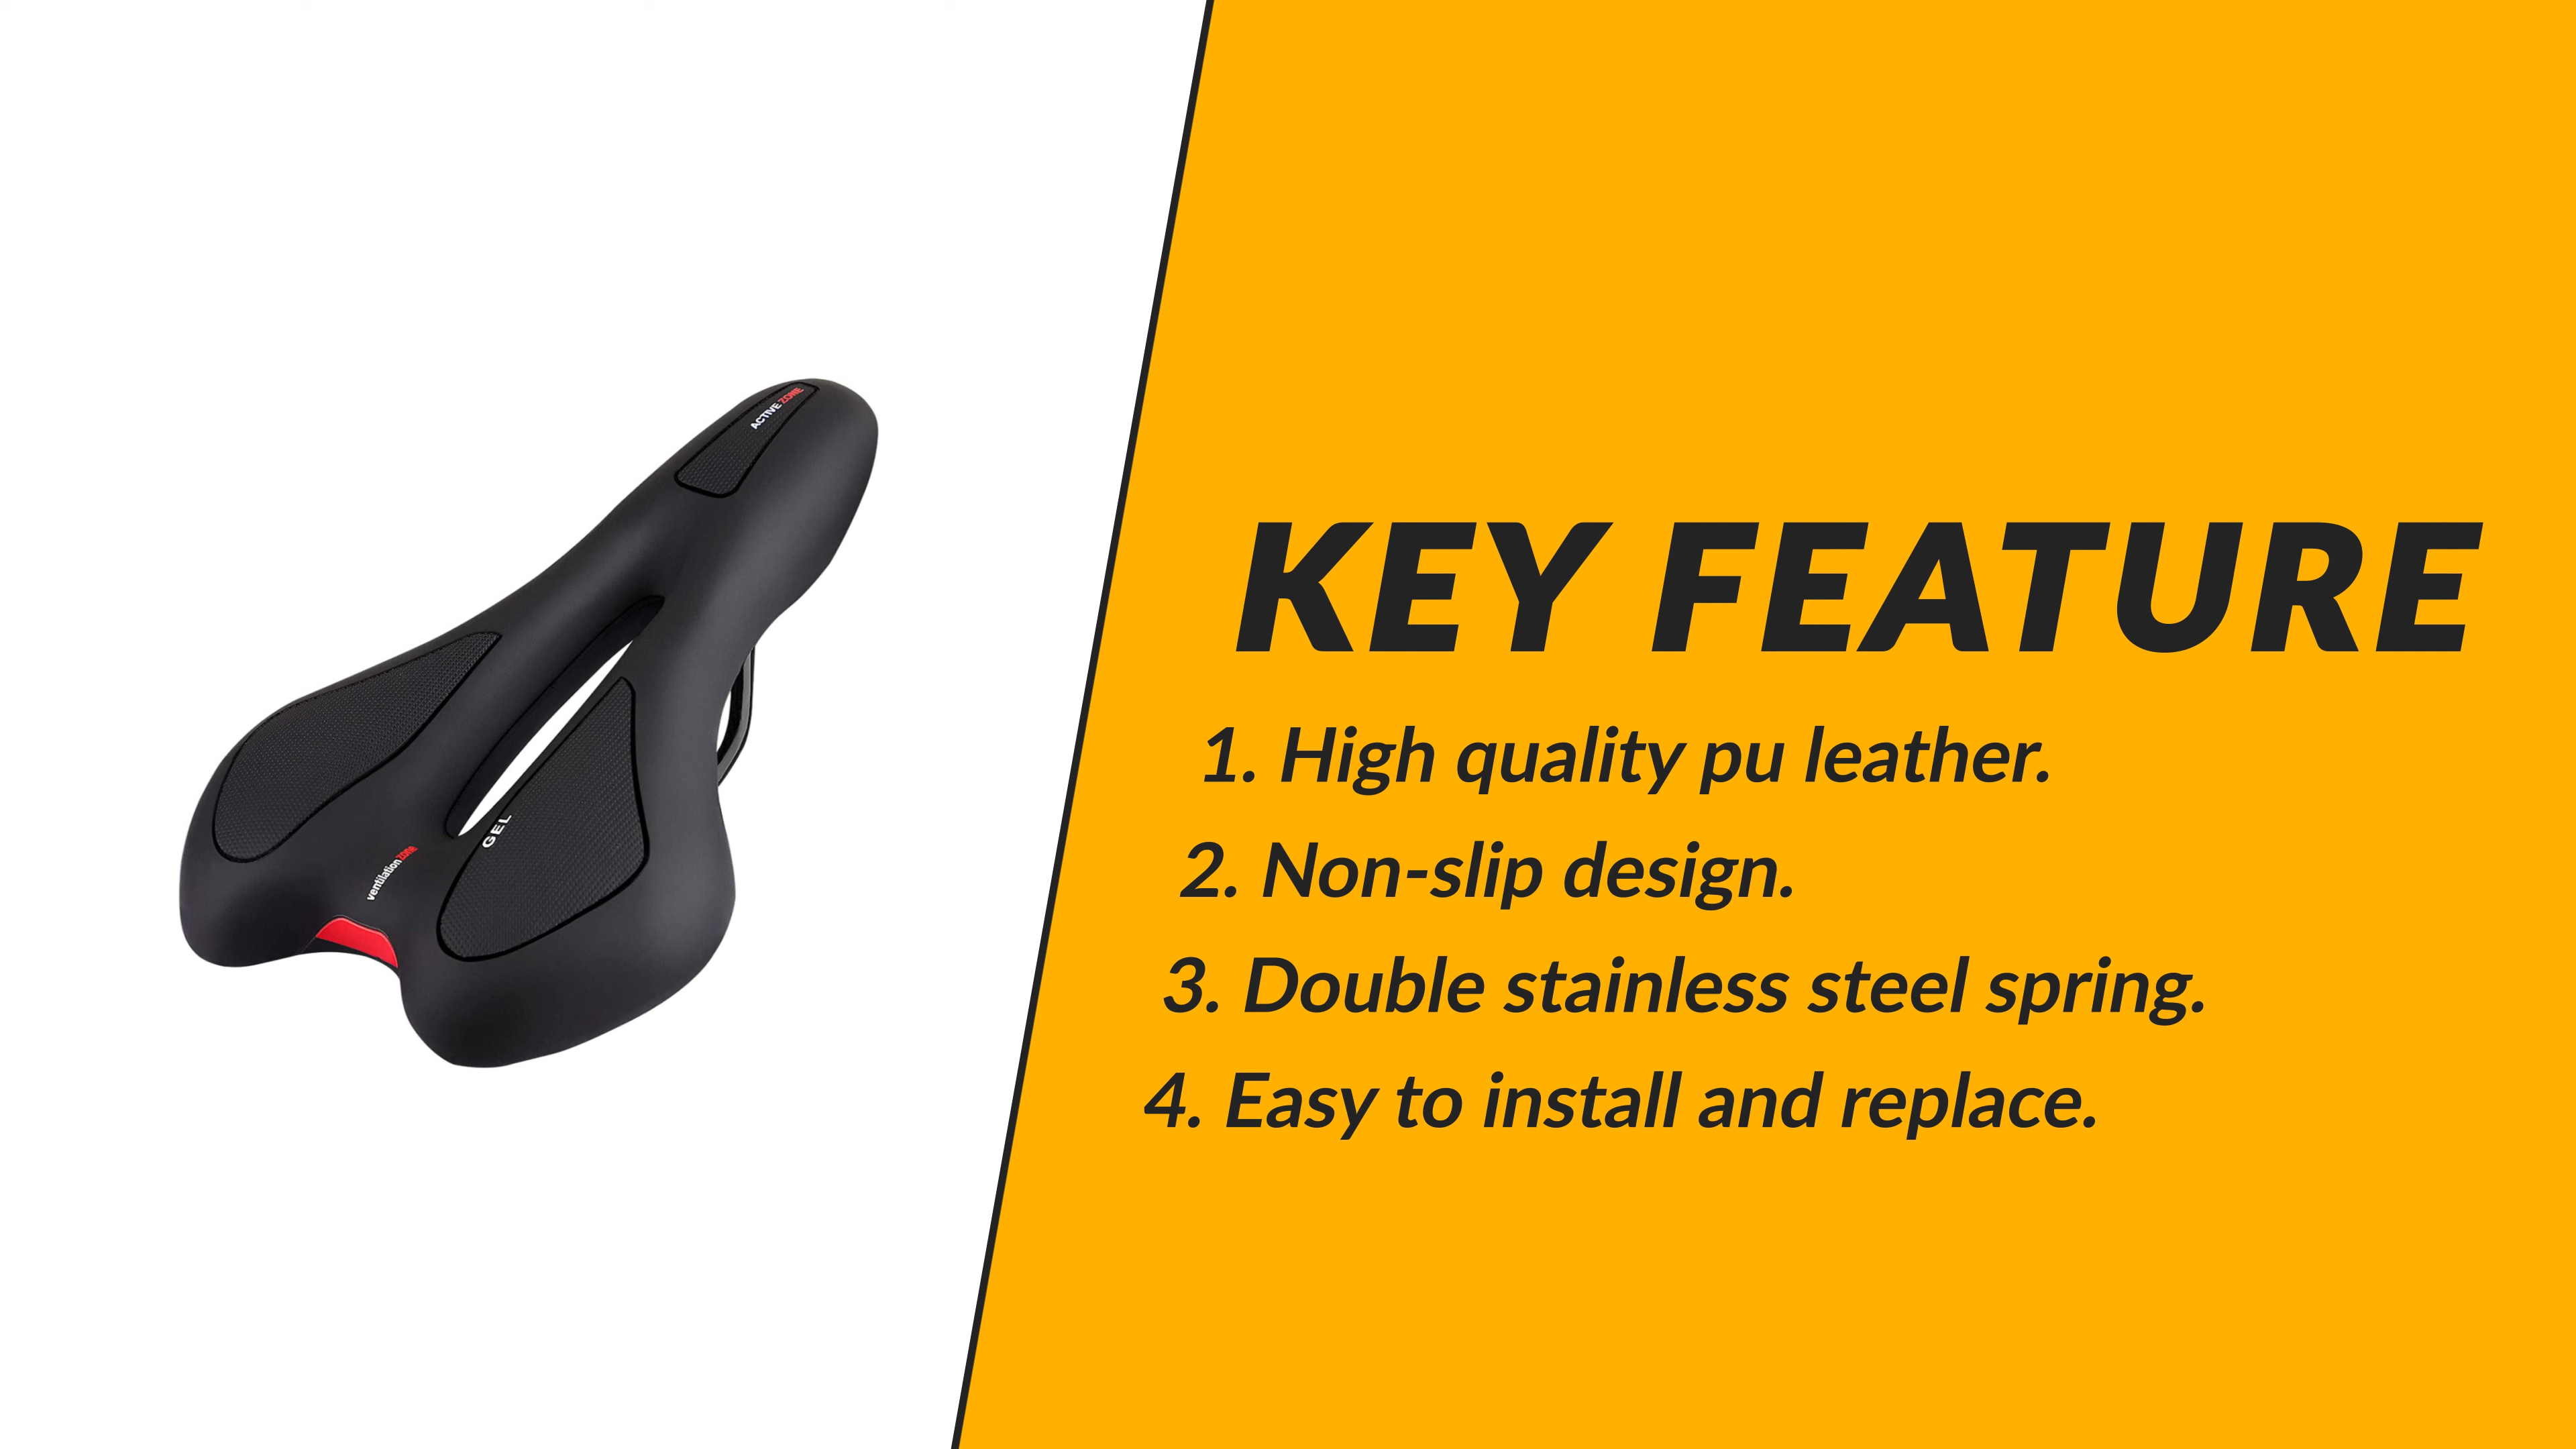 ACTIVE ZONE
GEL
ventilation zone
KEY FEATURE
1. High quality pu leather.
2. Non-slip design.
3. Double stainless steel spring.
4. Easy to install and replace.